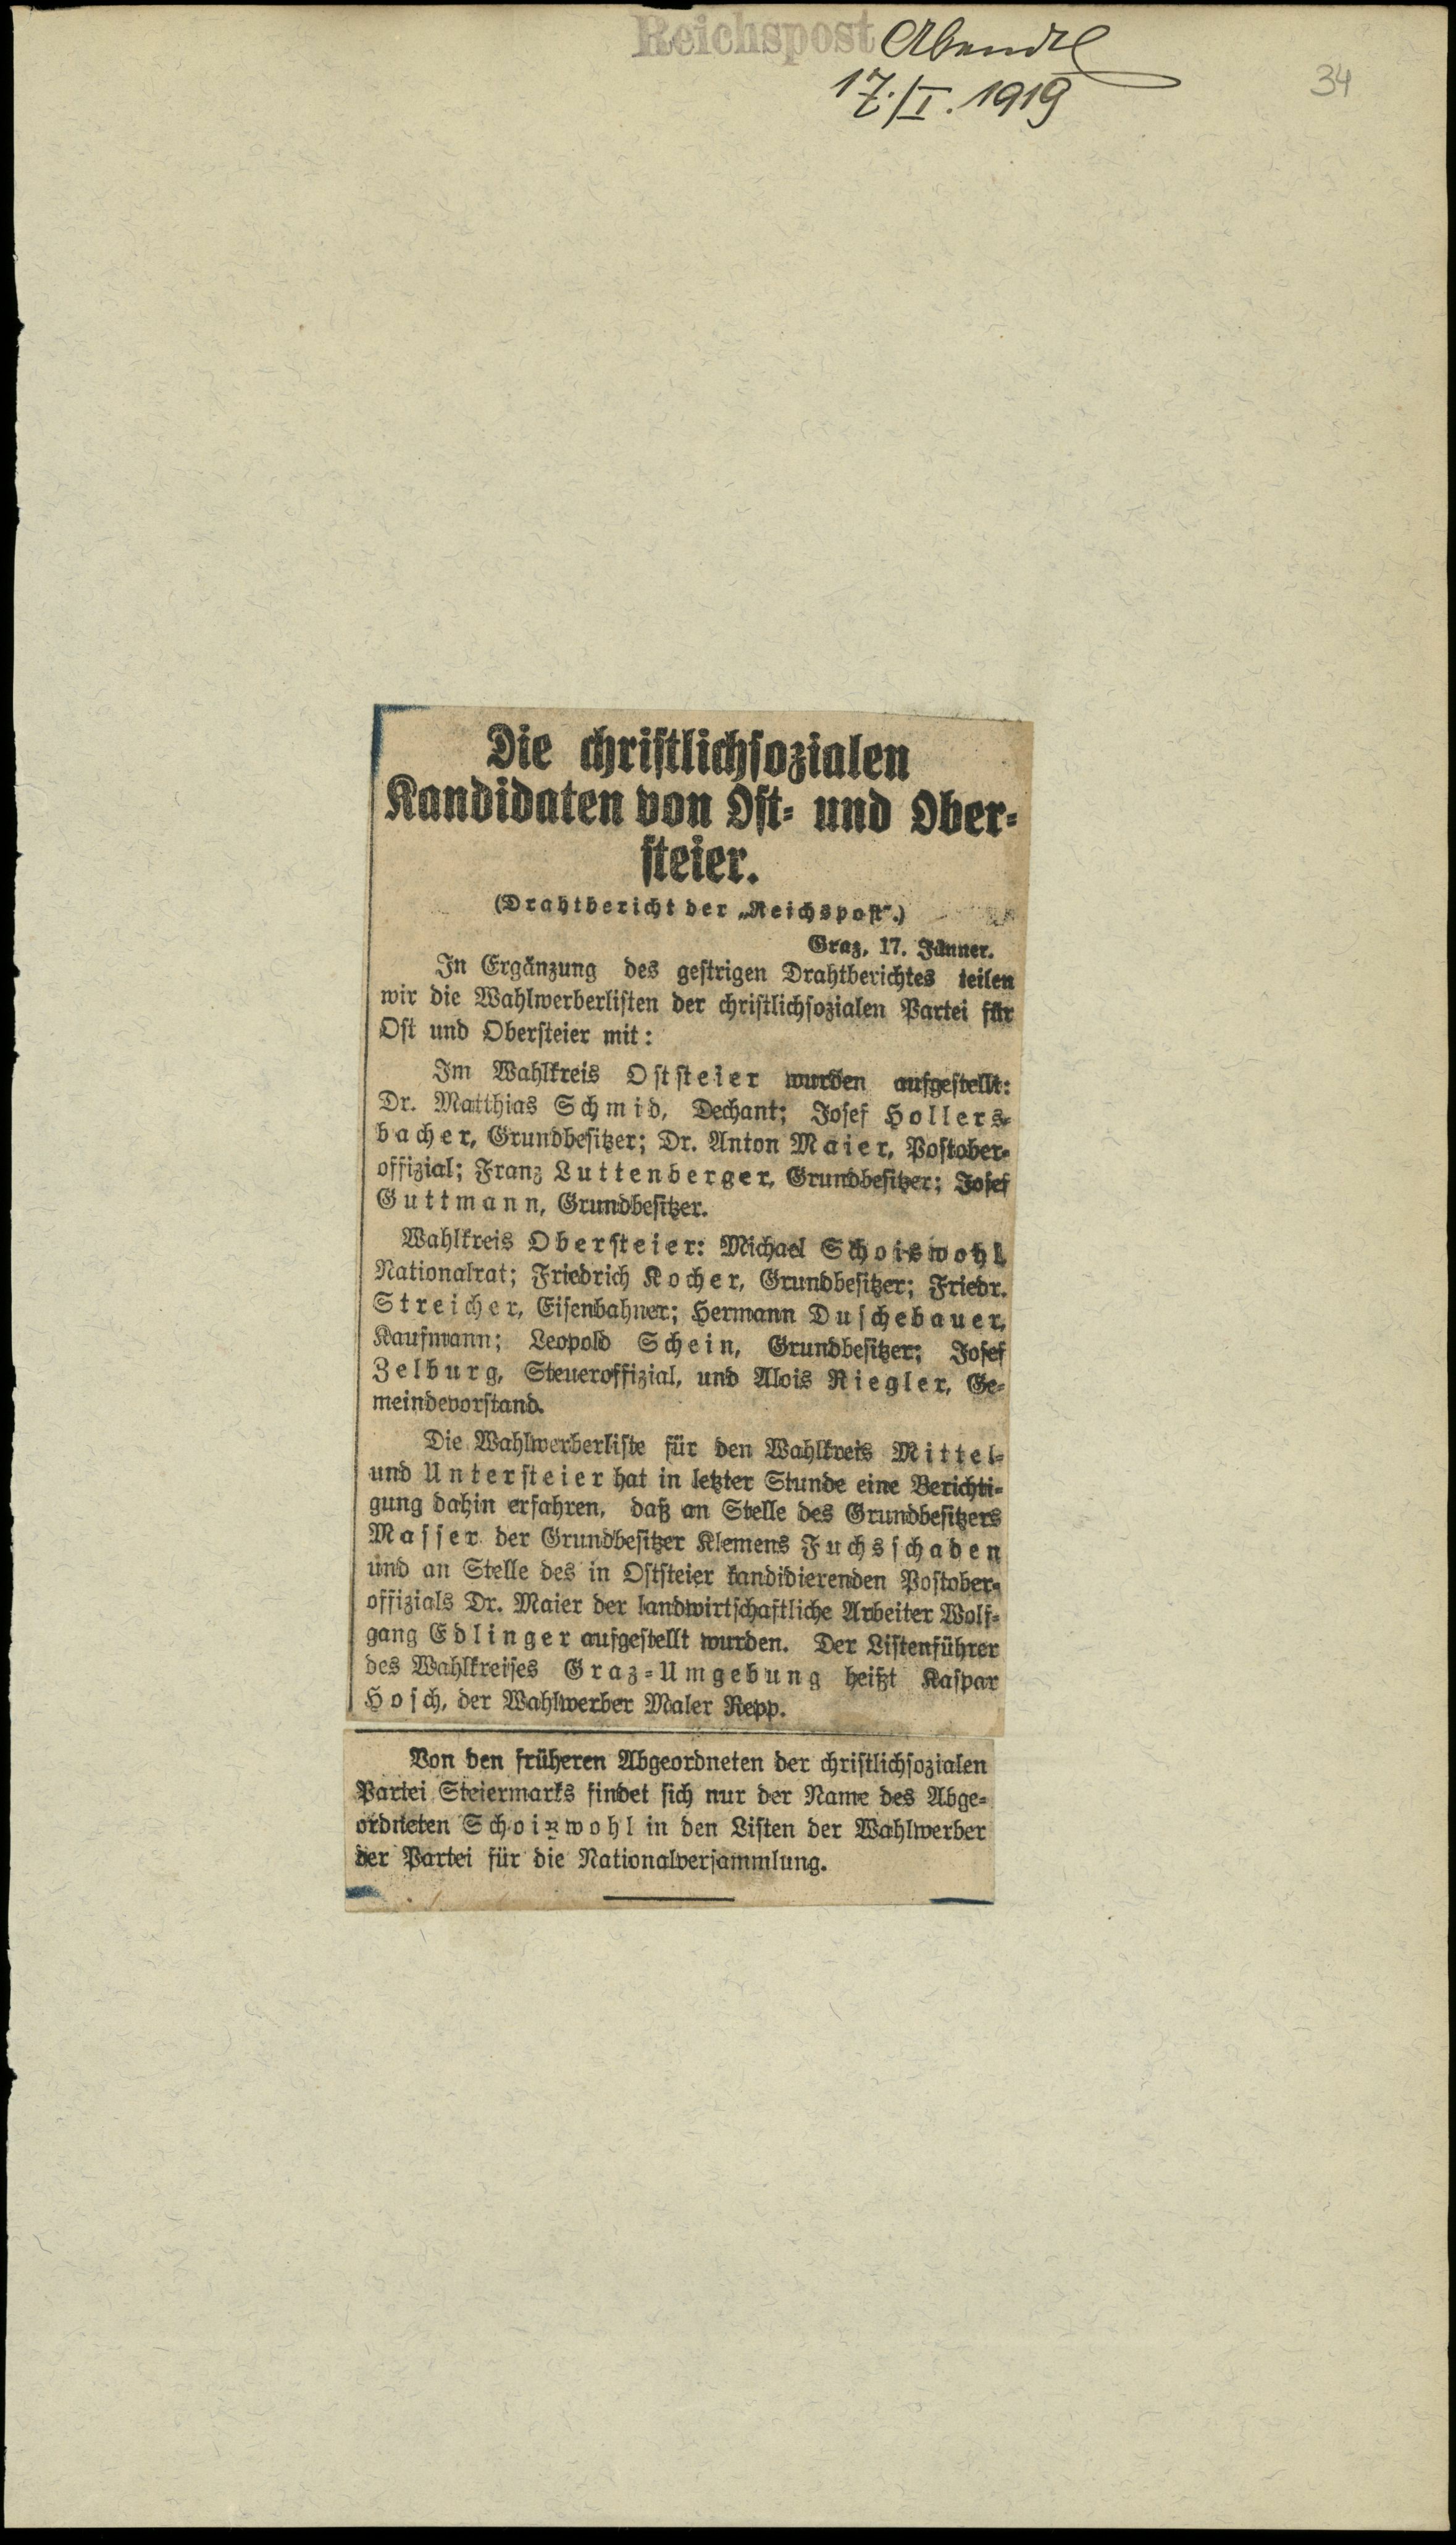 Reichspost Abendbl
17./I. 1919
34
Die christlichsozialen
Kandidaten von Ost- und Ober-
steier.
(Drahtbericht der „Reichspost“.)
Graz, 17. Jänner.
In Ergänzung des gestrigen Drahtberichtes teilen
wir die Wahlwerberlisten der christlichsozialen Partei für
Ost und Obersteier mit:
Im Wahlkreis Oststeier wurden aufgestellt:
Dr. Matthias Schmid, Dechant; Josef Hollers-
bacher, Grundbesitzer; Dr. Anton Maier, Postober-
offizial; Franz Luttenberger, Grundbesitzer; Josef
Guttmann, Grundbesitzer.
Wahlkreis Obersteier: Michael Schoiswohl
Nationalrat; Friedrich Kocher, Grundbesitzer; Friedr.
Streicher, Eisenbahner; Hermann Duschebauer,
Kaufmann; Leopold Schein, Grundbesitzer; Josef
Zelburg, Steueroffizial, und Alois Riegler, Ge-
meindevorstand.
Die Wahlwerberliste für den Wahlkreis Mittel-
und Untersteier hat in letzter Stunde eine Berichti-
gung dahin erfahren, daß an Stelle des Grundbesitzers
Masser der Grundbesitzer Klemens Fuchsschaden
und an Stelle des in Oststeier kandidierenden Postober-
offizials Dr. Maier der landwirtschaftliche Arbeiter Wolf-
gang Edlinger aufgestellt wurden. Der Listenführer
des Wahlkreises Graz-Umgebung heißt Kaspar
Hosch, der Wahlwerber Maler Repp.
Von den früheren Abgeordneten der christlichsozialen
Partei Steiermarks findet sich nur der Name des Abge-
ordneten in den Listen der Wahlwerber
der Partei für die Nationalversammlung.